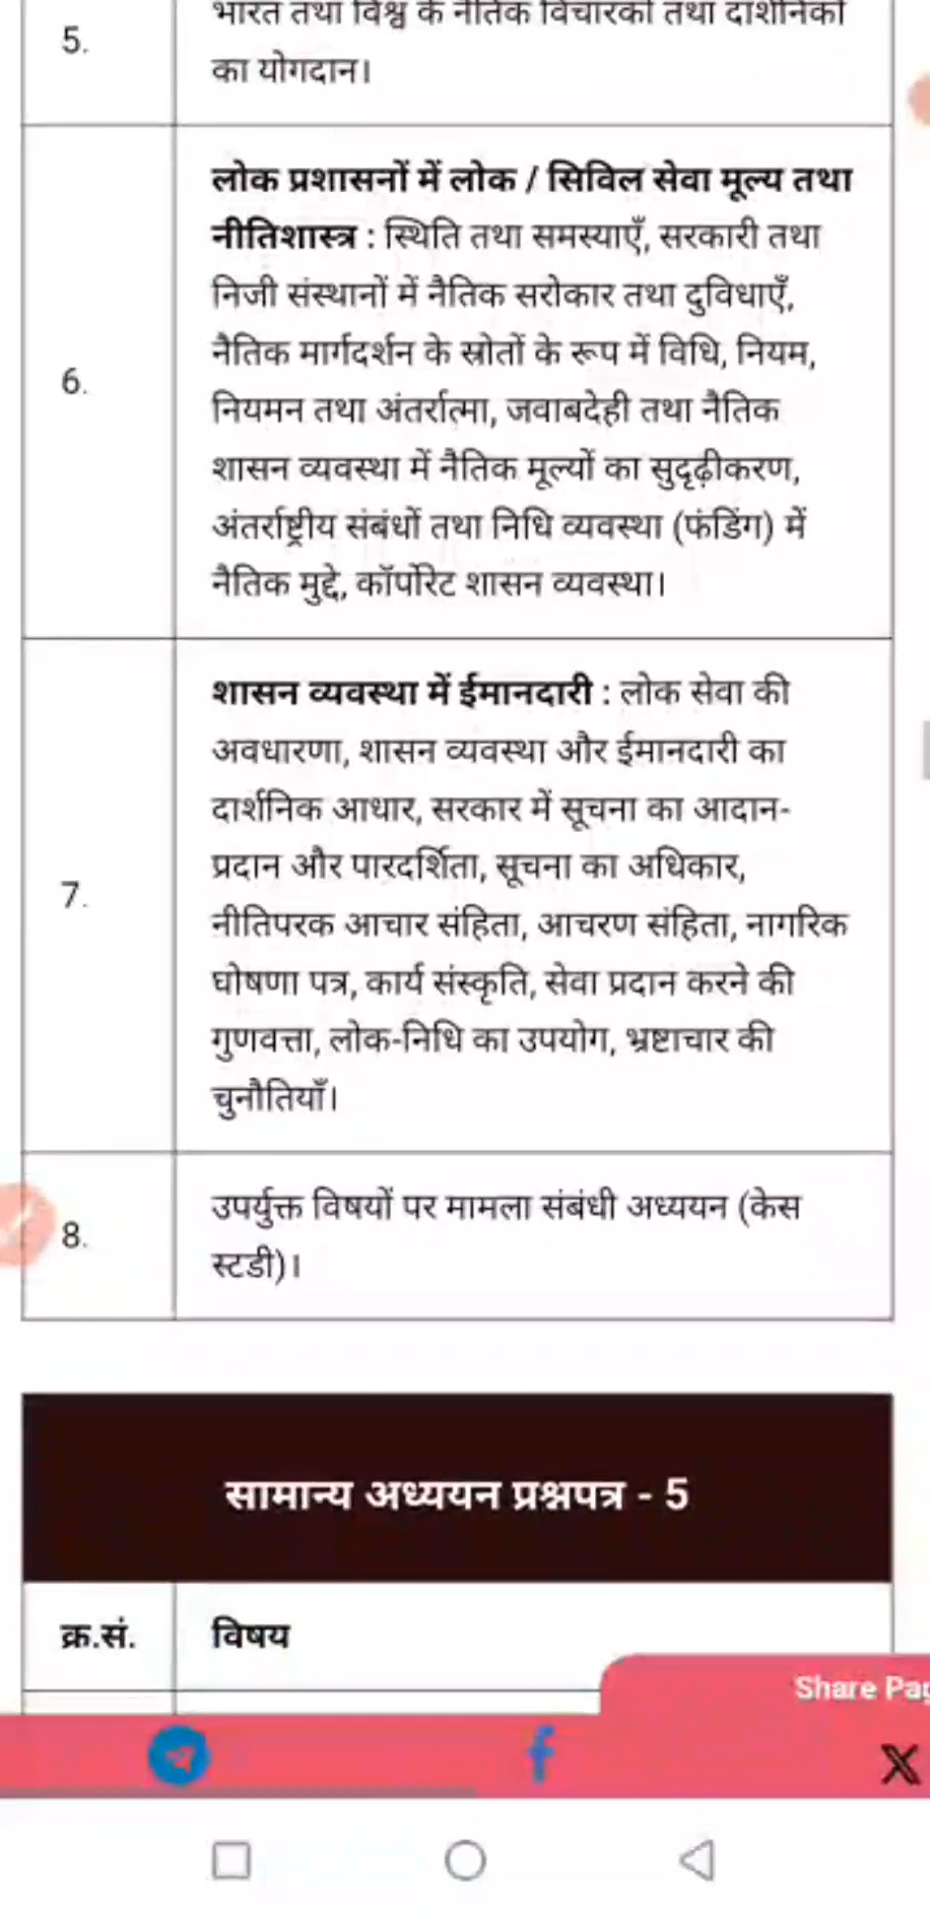 5.
भारत तथा विश्व के नैतिक विचारकों तथा दार्शनिकों
का योगदान।
6.
लोक प्रशासनों में लोक / सिविल सेवा मूल्य तथा
नीतिशास्त्र : स्थिति तथा समस्याएँ, सरकारी तथा
निजी संस्थानों में नैतिक सरोकार तथा दुविधाएँ,
नैतिक मार्गदर्शन के स्रोतों के रूप में विधि, नियम,
नियमन तथा अंतर्रात्मा, जवाबदेही तथा नैतिक
शासन व्यवस्था में नैतिक मूल्यों का सुदृढ़ीकरण,
अंतर्राष्ट्रीय संबंधों तथा निधि व्यवस्था (फंडिंग) में
नैतिक मुद्दे, कॉर्पोरेट शासन व्यवस्था।
7.
शासन व्यवस्था में ईमानदारी : लोक सेवा की
अवधारणा, शासन व्यवस्था और ईमानदारी का
दार्शनिक आधार, सरकार में सूचना का आदान-
प्रदान और पारदर्शिता, सूचना का अधिकार,
नीतिपरक आचार संहिता, आचरण संहिता, नागरिक
घोषणा पत्र, कार्य संस्कृति, सेवा प्रदान करने की
गुणवत्ता, लोक-निधि का उपयोग, भ्रष्टाचार की
चुनौतियाँ।
8.
उपर्युक्त विषयों पर मामला संबंधी अध्ययन (केस
स्टडी)।
सामान्य अध्ययन प्रश्नपत्र - 5
क्र.सं. विषय
Share Pag